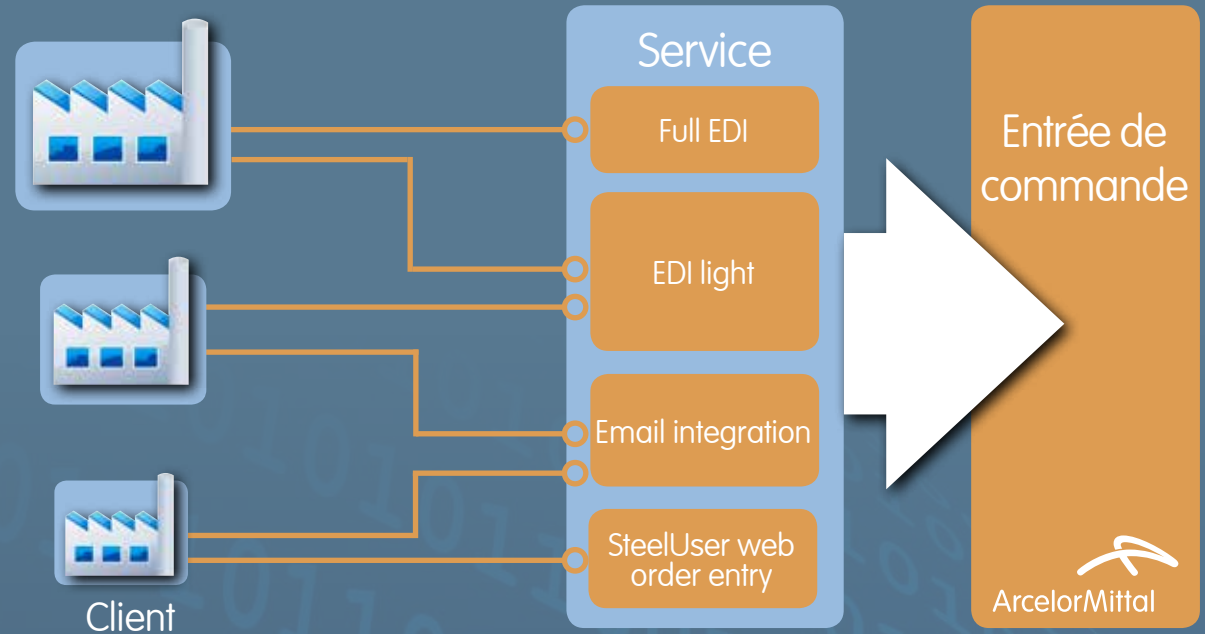 Service
Full EDI
EDI light
Email integration
SteelUser web
order entry
Client
Entrée de
commande
ArcelorMittal